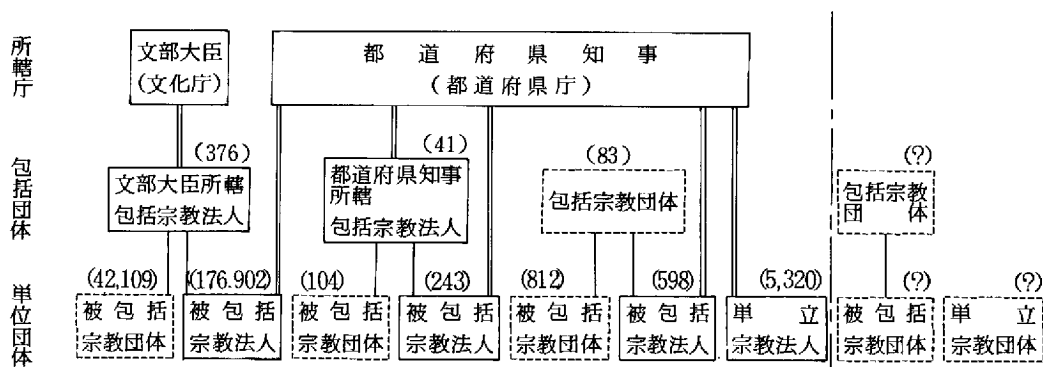 所轄庁
文部大臣
(文化庁)
都道府県知事
(都道府県庁)
包括団体
(376)
文部大臣所轄
包括宗教法人
(41)
都道府県知事
所轄
包括宗教法人
(83)
包括宗教団体
(?)
包括宗教
団体
単位団体
(42,109)
被包括
宗教団体
(176.902)
被包括
宗教法人
(104)
被包括
宗教団体
(243)
被包括
宗教法人
(812)
被包括
宗教団体
(598)
被包括
宗教法人
(5,320)
単立
宗教法人
(?)
被包括
宗教団体
(?)
単立
宗教団体